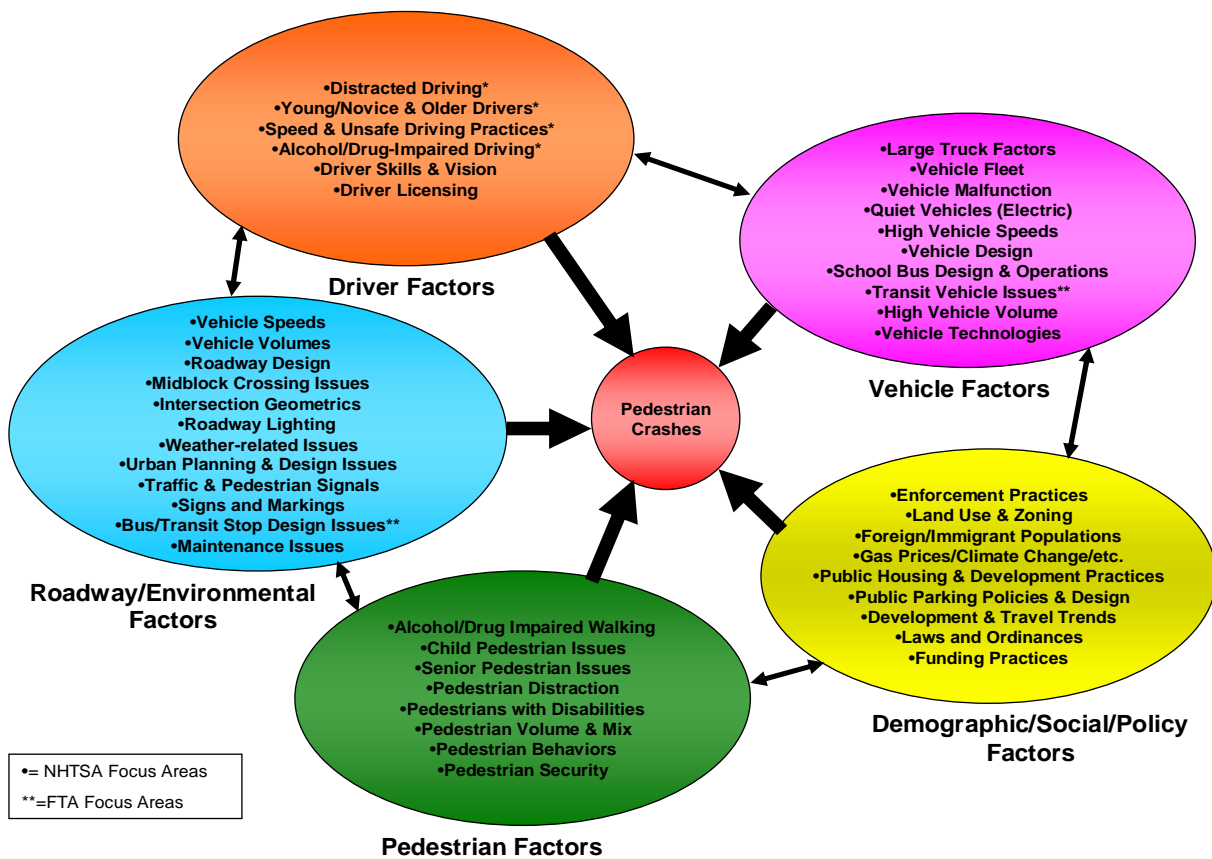 •Distracted Driving*
•Young/Novice & Older Drivers*
•Speed & Unsafe Driving Practices*
•Alcohol/Drug-Impaired Driving*
•Driver Skills & Vision
•Driver Licensing
Driver Factors
•Large Truck Factors
•Vehicle Fleet
•Vehicle Malfunction
•Quiet Vehicles (Electric)
•High Vehicle Speeds
•Vehicle Design
•School Bus Design & Operations
•Transit Vehicle Issues**
•High Vehicle Volume
•Vehicle Technologies
Vehicle Factors
•Vehicle Speeds
•Vehicle Volumes
•Roadway Design
•Midblock Crossing Issues
•Intersection Geometrics
•Roadway Lighting
•Weather-related Issues
•Urban Planning & Design Issues
•Traffic & Pedestrian Signals
•Signs and Markings
•Bus/Transit Stop Design Issues**
•Maintenance Issues
Roadway/Environmental
Factors
Pedestrian
Crashes
•Enforcement Practices
•Land Use & Zoning
•Foreign/Immigrant Populations
•Gas Prices/Climate Change/etc.
•Public Housing & Development Practices
•Public Parking Policies & Design
•Development & Travel Trends
•Laws and Ordinances
•Funding Practices
Demographic/Social/Policy
Factors
•Alcohol/Drug Impaired Walking
•Child Pedestrian Issues
•Senior Pedestrian Issues
•Pedestrian Distraction
•Pedestrians with Disabilities
•Pedestrian Volume & Mix
•Pedestrian Behaviors
•Pedestrian Security
Pedestrian Factors
•= NHTSA Focus Areas
**=FTA Focus Areas